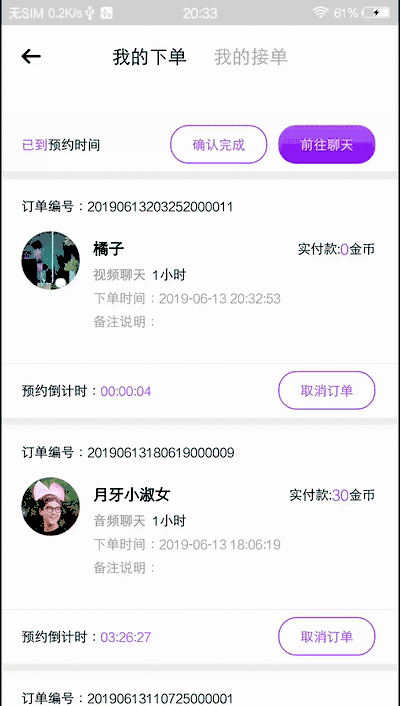 无SIM 0.2K/s 20:33 61%
我的下单 我的接单
已到预约时间 确认完成 前往聊天
订单编号：20190613203252000011
橘子 实付款:0金币
视频聊天 1小时
下单时间：2019-06-13 20:32:53
备注说明：
预约倒计时：00:00:04 取消订单
订单编号：20190613180619000009
月牙小淑女 实付款:30金币
音频聊天 1小时
下单时间：2019-06-13 18:06:19
备注说明：
预约倒计时：03:26:27 取消订单
订单编号：20190613110725000001